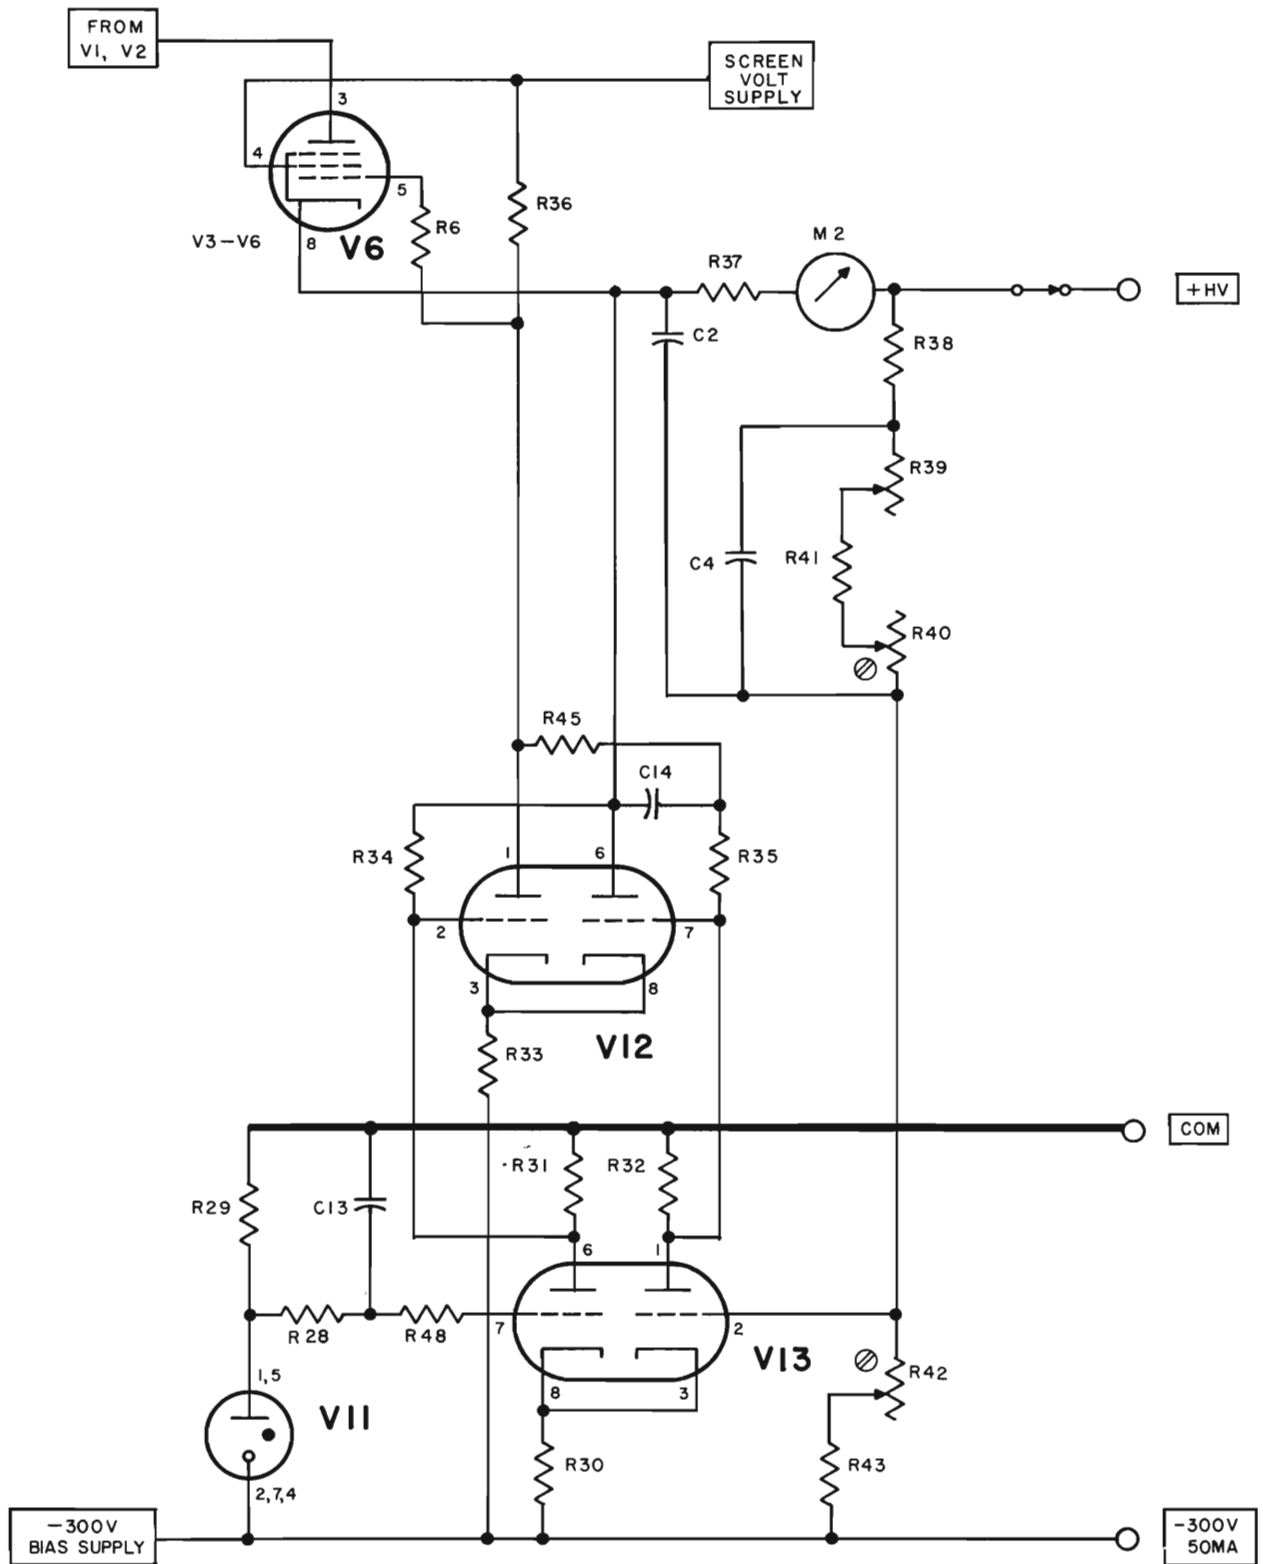 FROM
V1, V2
SCREEN
VOLT
SUPPLY
3
4
5
R36
R6
V3-V6
8
V6
M2
R37
+HV
C2
R38
R39
C4
R41
R40
R45
C14
R34
1
6
R35
2
7
3
8
V12
R33
COM
R31
R32
R29
C13
6
1
R28
R48
7
2
V13
R42
1,5
8
3
V11
R30
R43
2,7,4
-300V
BIAS SUPPLY
-300V
50MA